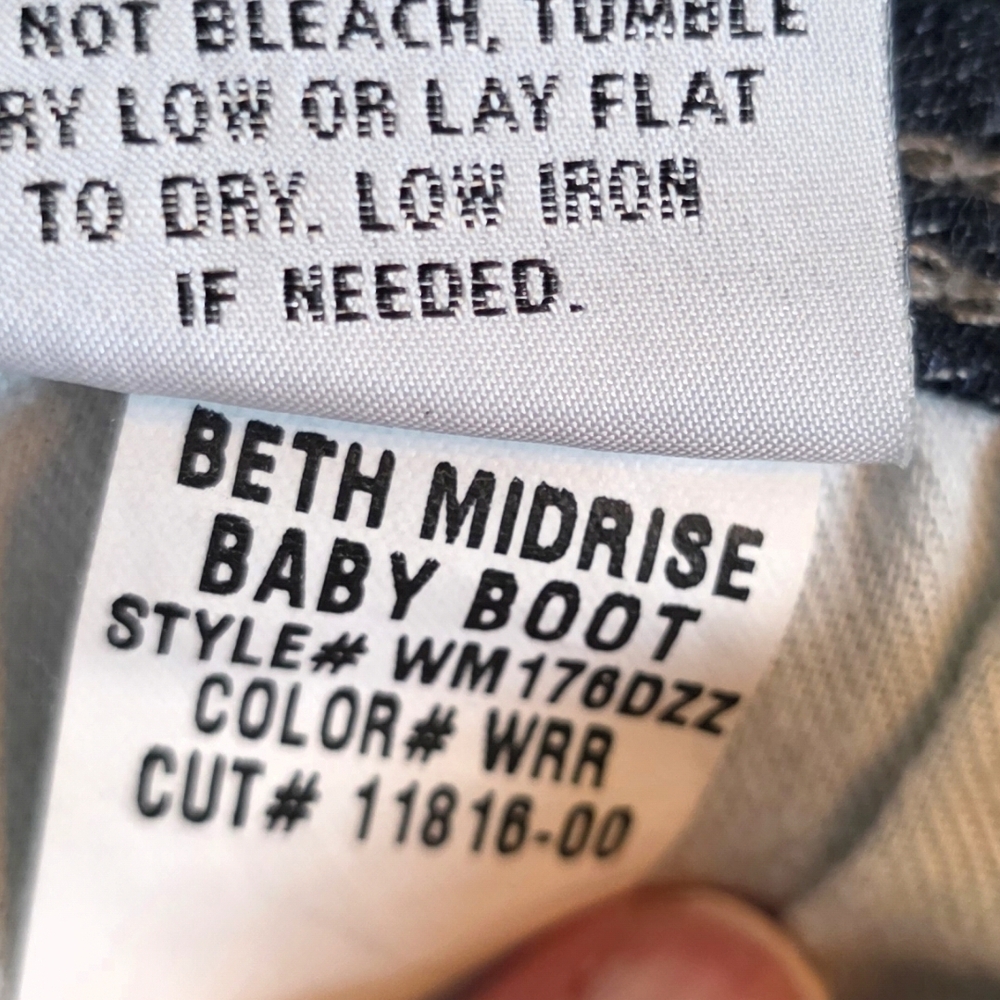 NOT BLEACH, TUMBLE
RY LOW OR LAY FLAT
TO DRY. LOW IRON
IF NEEDED.
BETH MIDRISE
BABY BOOT
STYLE# WM176DZZ
COLOR# WRR
CUT# 11816-00